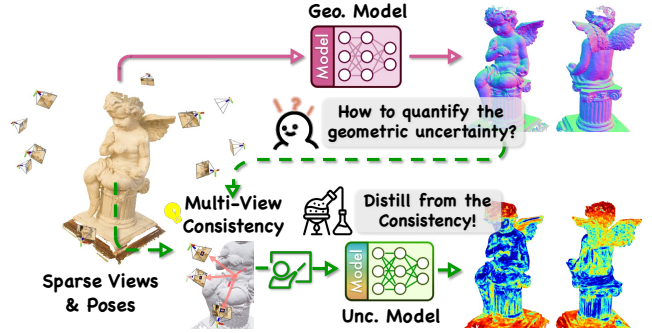 Geo. Model
Model
?
How to quantify the
geometric uncertainty?
Multi-View
Consistency
Distill from the
Consistency!
Sparse Views
& Poses
Model
Unc. Model